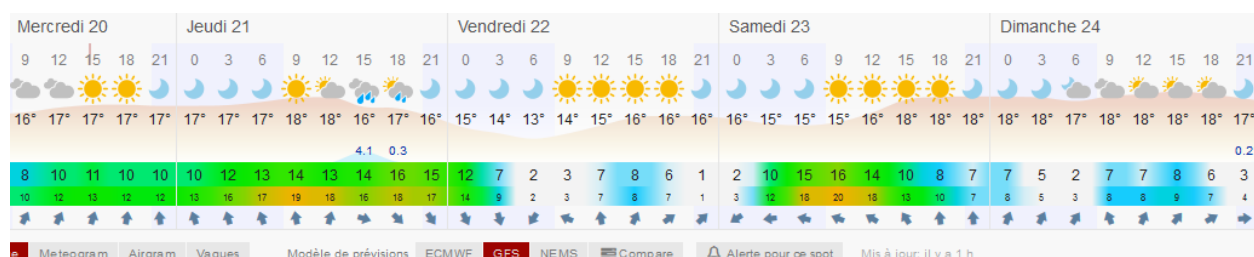 Mercredi 20 Jeudi 21 Vendredi 22 Samedi 23 Dimanche 24
9 12 15 18 21 0 3 6 9 12 15 18 21 0 3 6 9 12 15 18 21 0 3 6 9 12 15 18 21 0 3 6 9 12 15 18 21
16° 17° 17° 17° 17° 17° 17° 17° 18° 18° 16° 17° 16° 15° 14° 13° 14° 15° 16° 16° 16° 16° 15° 15° 15° 16° 18° 18° 18° 18° 18° 17° 18° 18° 18° 18° 17°
4.1 0.3 0.2
8 10 11 10 10 10 12 13 14 13 14 16 15 12 7 2 3 7 8 6 1 2 10 15 16 14 10 8 7 7 5 2 7 7 8 6 3
10 12 13 12 12 13 16 17 19 18 16 18 17 14 9 2 3 7 8 7 1 3 12 18 20 18 13 10 7 8 5 3 8 8 9 7 4
e Meteogram Airgram Vagues Modèle de prévisions ECMWF GFS NEMS Compare Alerte pour ce spot Mis à jour: il y a 1 h